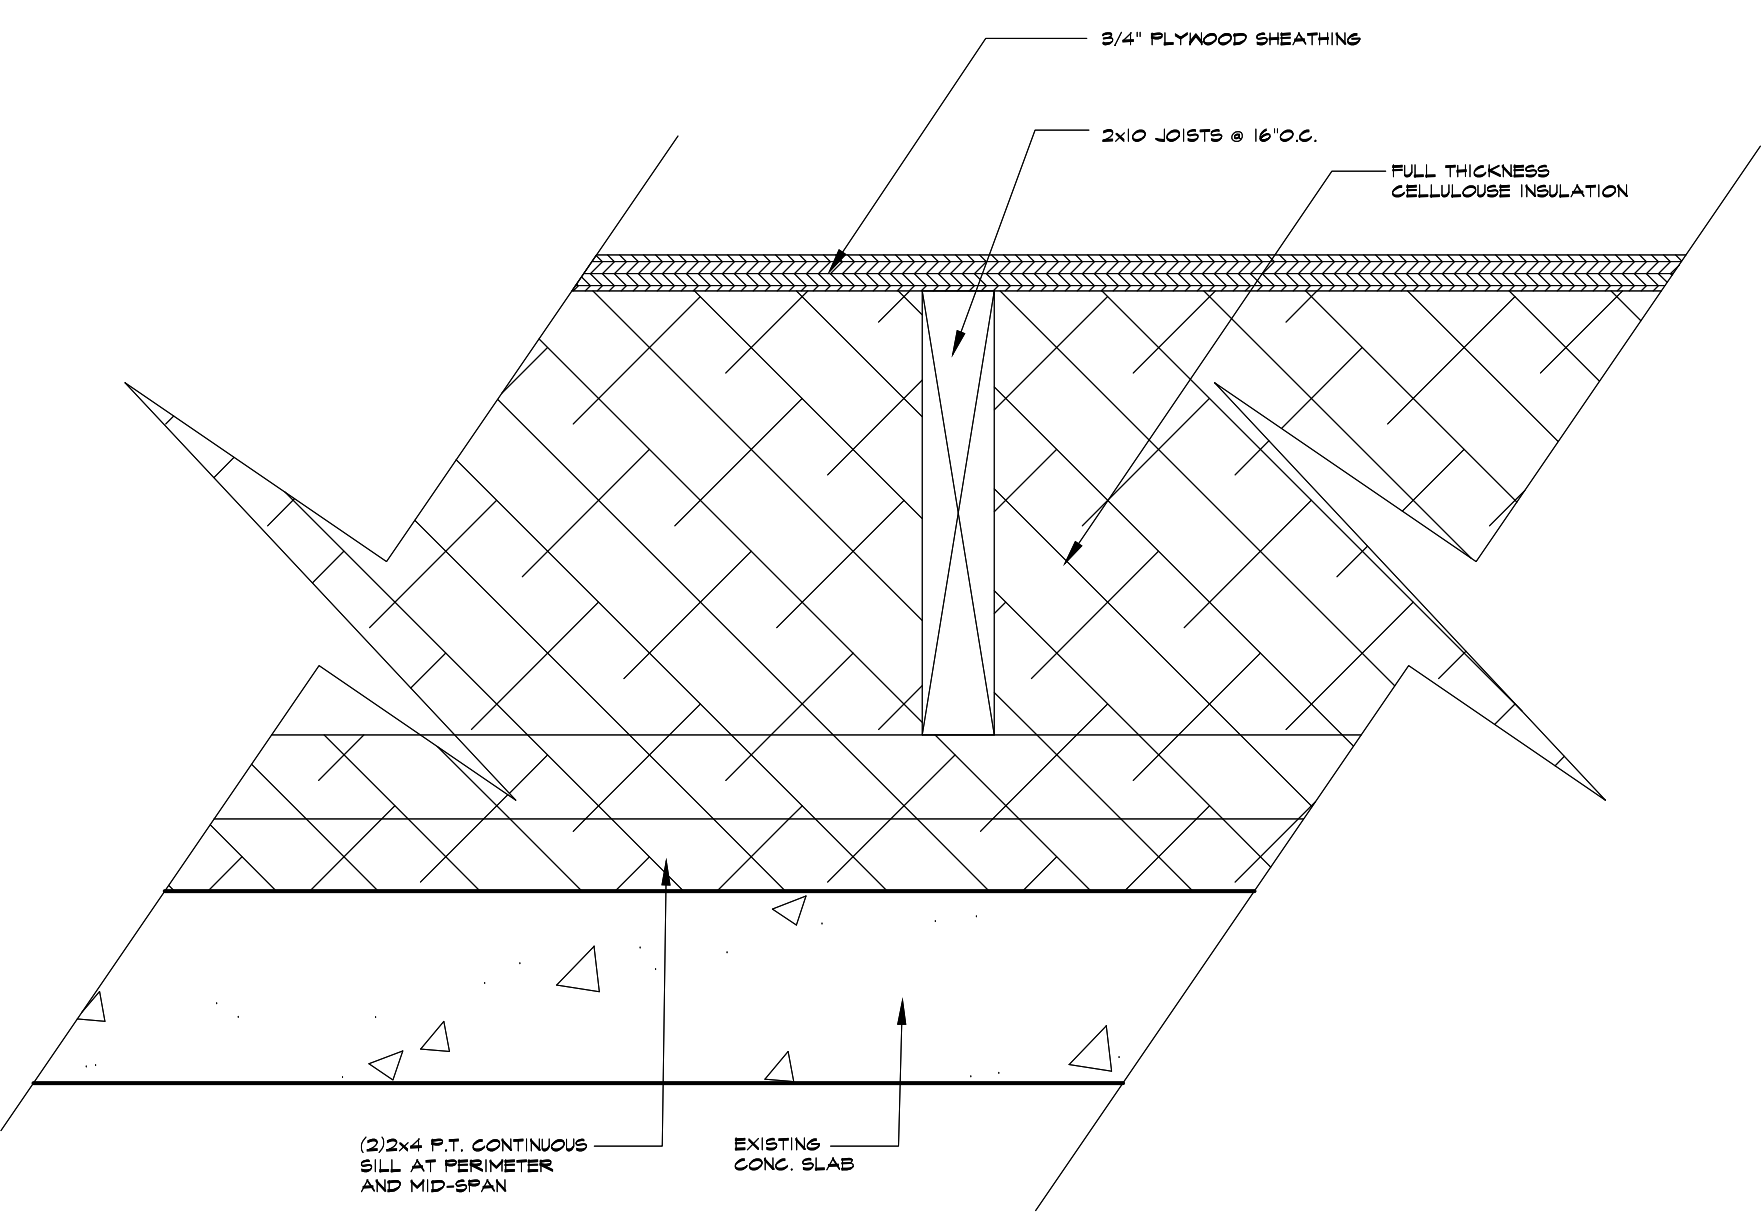 3/4" PLYWOOD SHEATHING
2x10 JOISTS @ 16"O.C.
FULL THICKNESS
CELLULOUSE INSULATION
(2)2x4 P.T. CONTINUOUS
SILL AT PERIMETER
AND MID-SPAN
EXISTING
CONC. SLAB